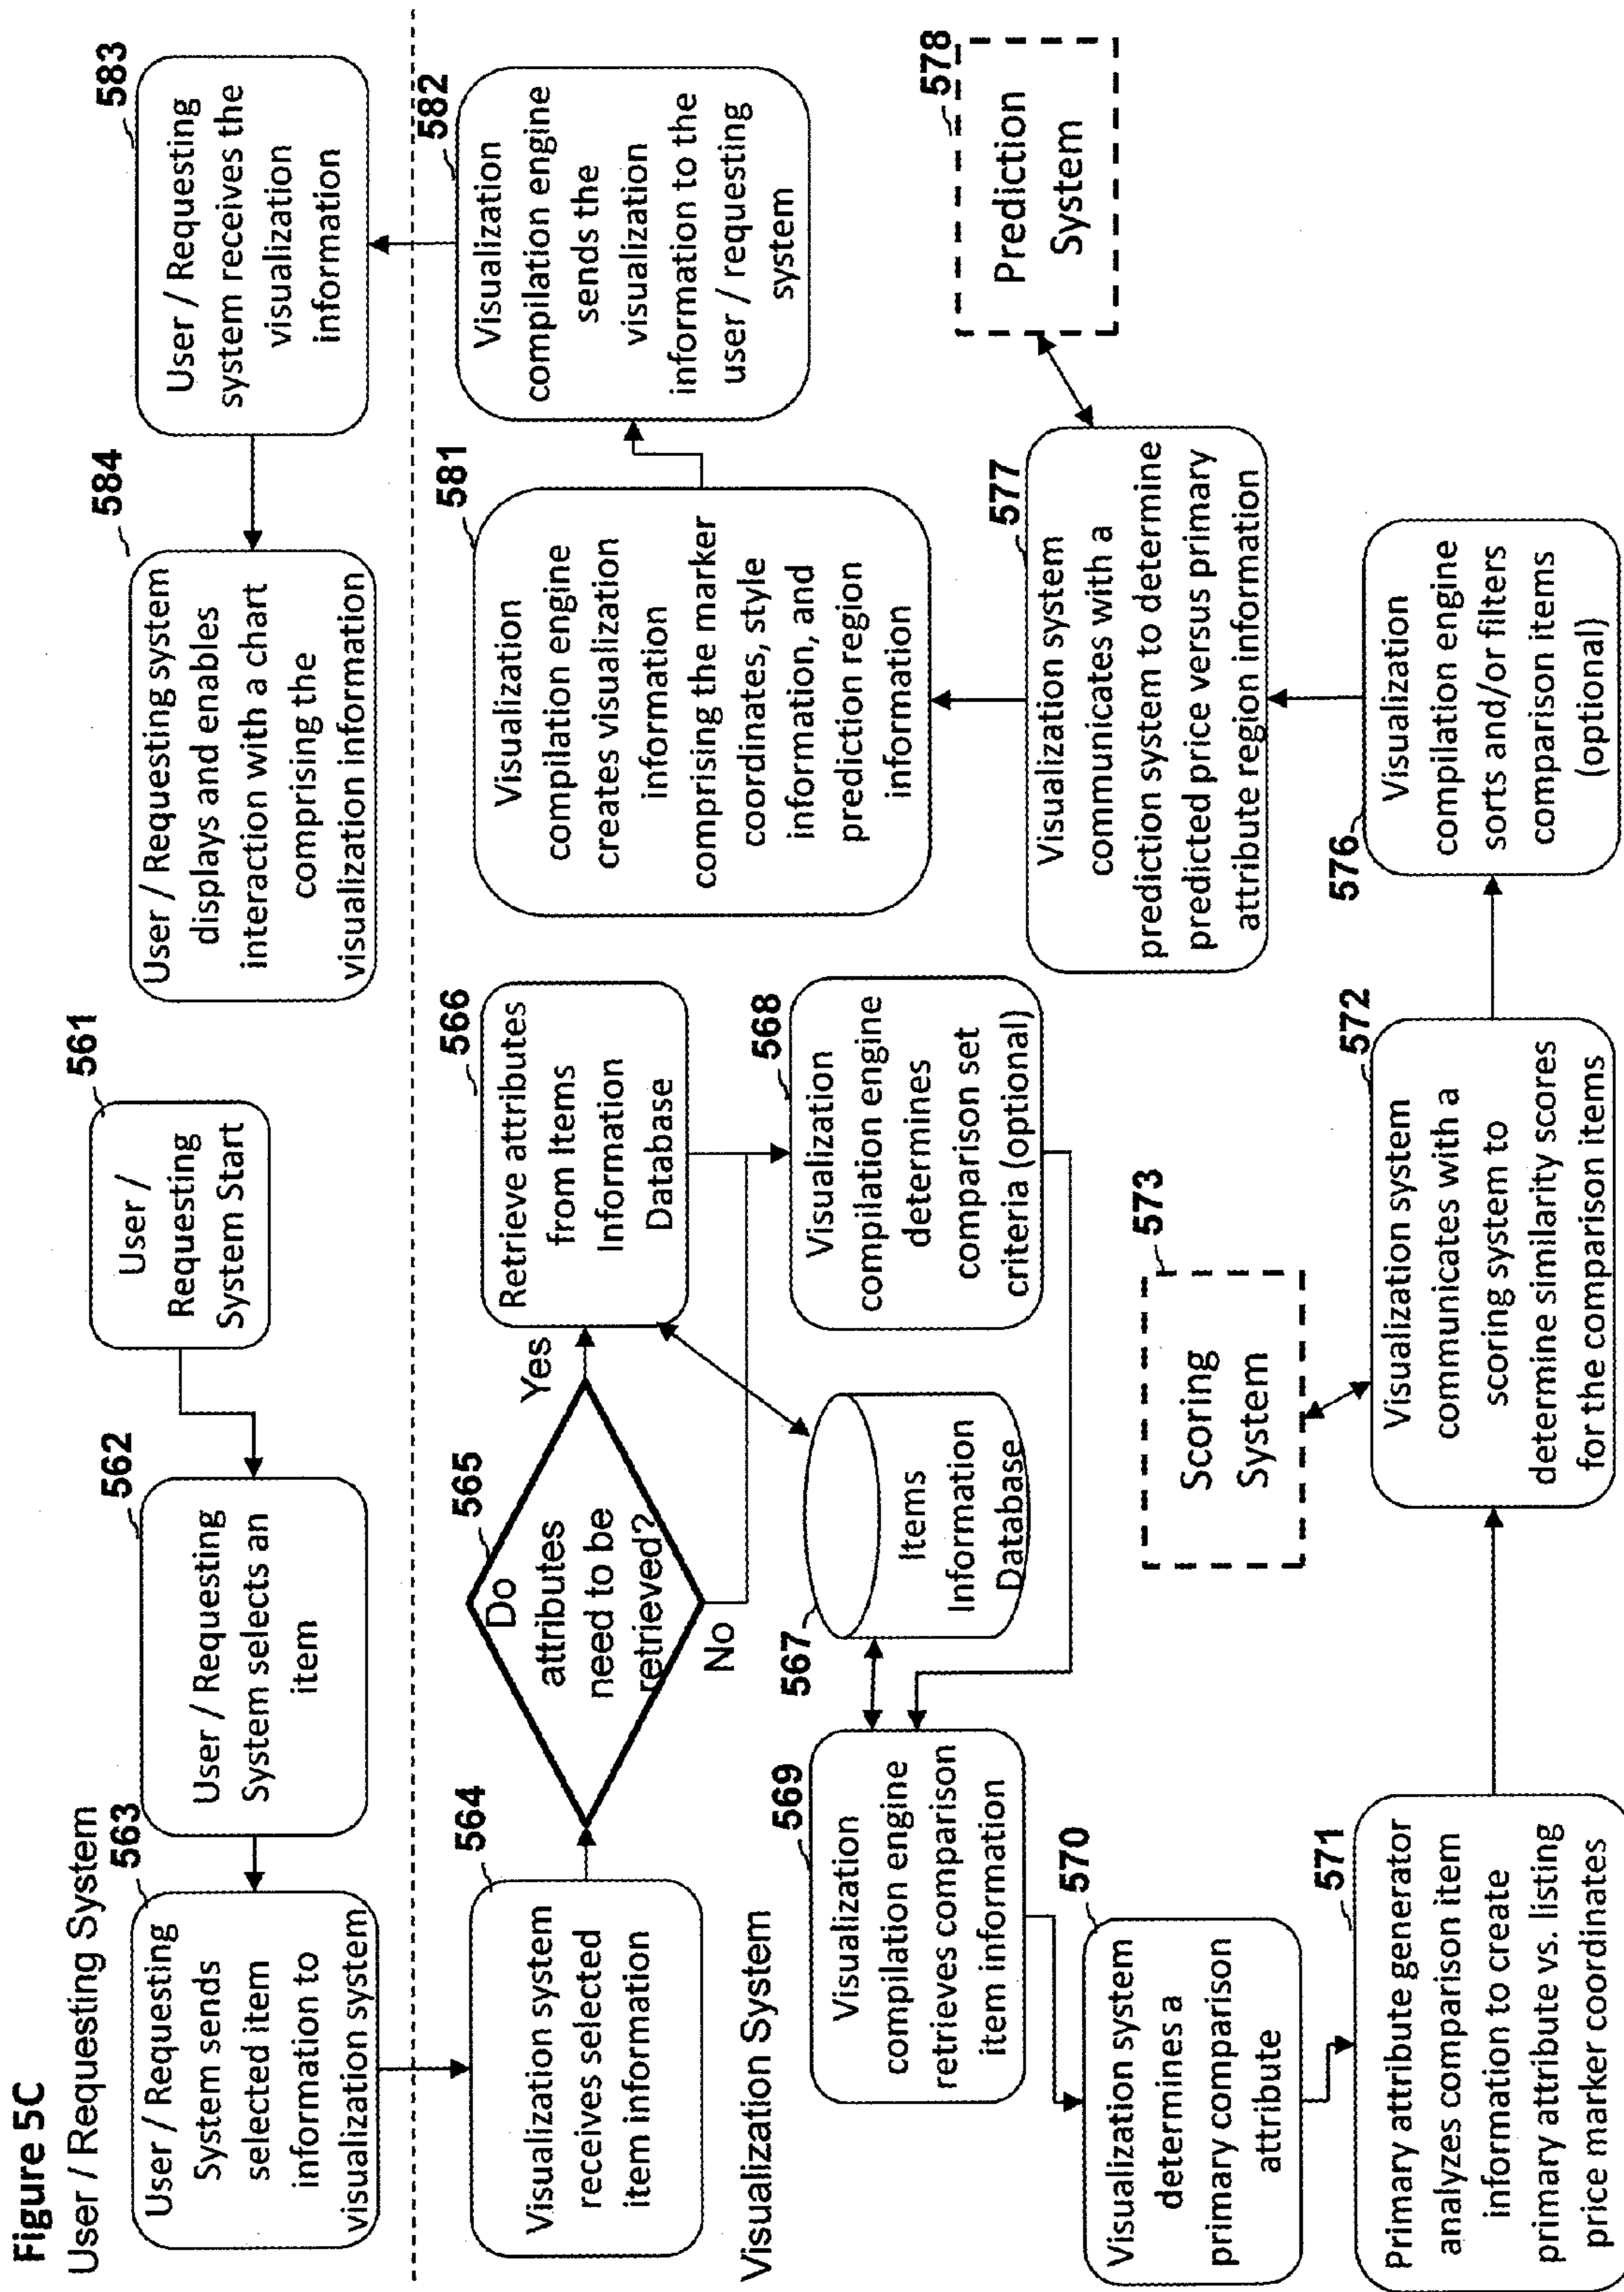 Figure 5C
User / Requesting System
561
User /
Requesting
System Start
562
User / Requesting
System selects an
item
563
User / Requesting
System sends
selected item
information to
visualization system
584
User / Requesting system
displays and enables
interaction with a chart
comprising the
visualization information
583
User / Requesting
system receives the
visualization
information
564
Visualization system
receives selected
item information
565
Do
attributes
need to be
retrieved?
Yes
No
566
Retrieve attributes
from Items
Information
Database
567
Items
Information
Database
568
Visualization
compilation engine
determines
comparison set
criteria (optional)
Visualization System
569
Visualization
compilation engine
retrieves comparison
item information
570
Visualization system
determines a
primary comparison
attribute
571
Primary attribute generator
analyzes comparison item
information to create
primary attribute vs. listing
price marker coordinates
573
Scoring
System
572
Visualization system
communicates with a
scoring system to
determine similarity scores
for the comparison items
576
Visualization
compilation engine
sorts and/or filters
comparison items
(optional)
577
Visualization system
communicates with a
prediction system to determine
predicted price versus primary
attribute region information
578
Prediction
System
581
Visualization
compilation engine
creates visualization
information
comprising the marker
coordinates, style
information, and
prediction region
information
582
Visualization
compilation engine
sends the
visualization
information to the
user / requesting
system